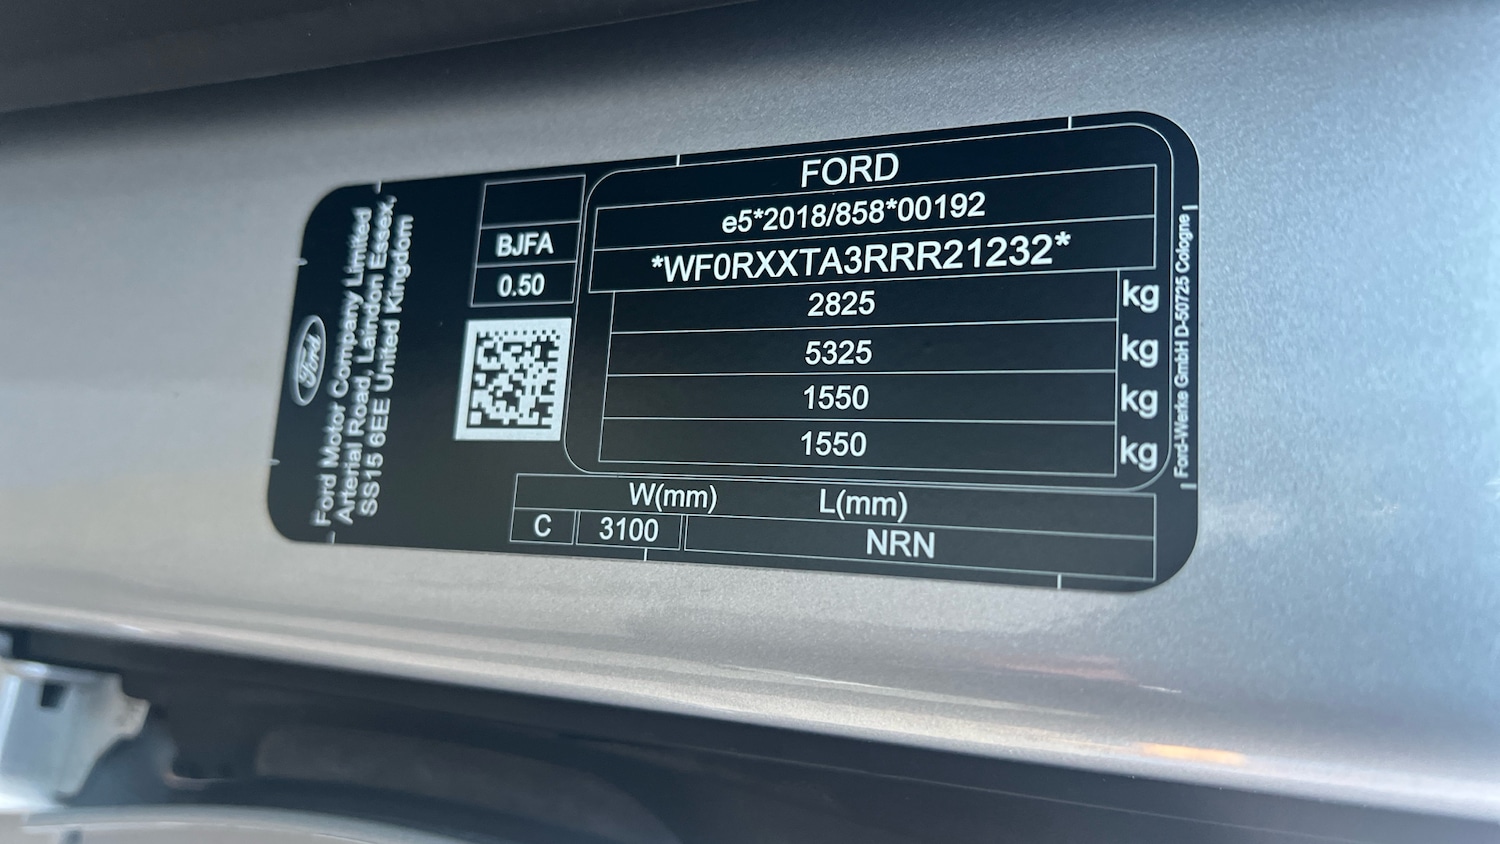 Ford
Ford Motor Company Limited
Arterial Road, Laindon Essex,
SS15 6EE United Kingdom
BJFA
0.50
FORD
e5*2018/858*00192
*WF0RXXTA3RRR21232*
2825 kg
5325 kg
1550 kg
1550 kg
Ford-Werke GmbH D-50725 Cologne
W(mm) L(mm)
C 3100 NRN